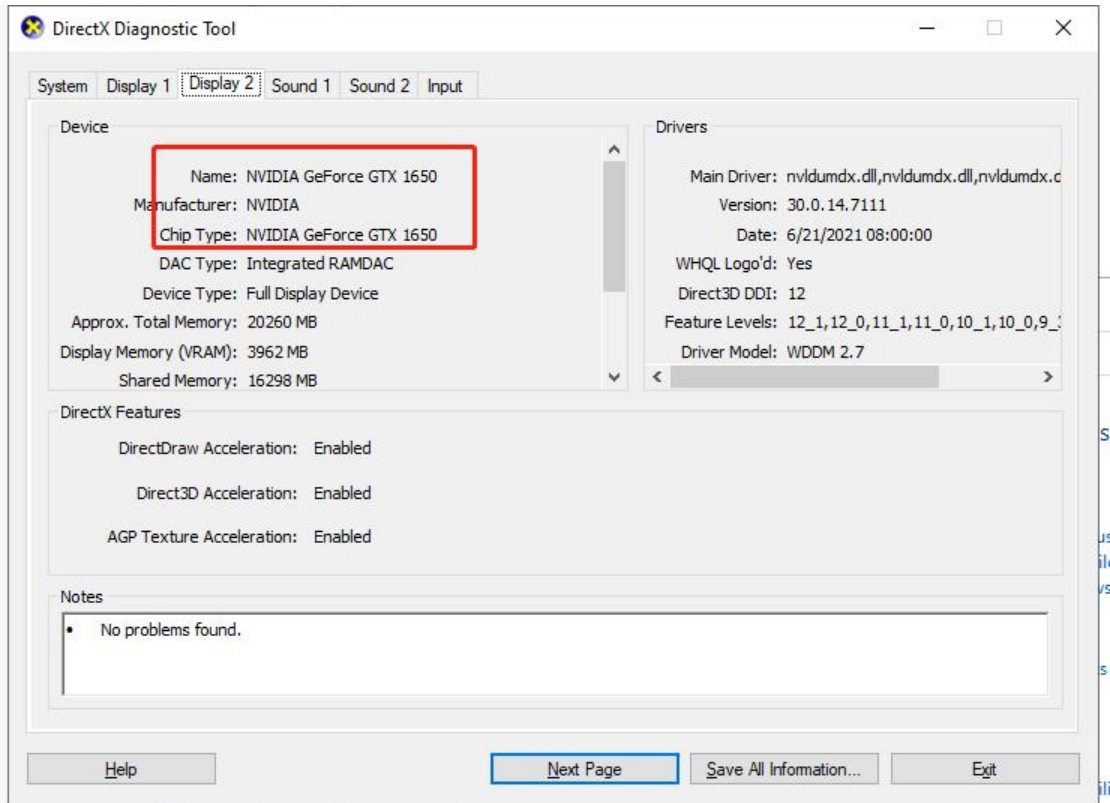 DirectX Diagnostic Tool
System Display 1 Display 2 Sound 1 Sound 2 Input
Device
Name: NVIDIA GeForce GTX 1650
Manufacturer: NVIDIA
Chip Type: NVIDIA GeForce GTX 1650
DAC Type: Integrated RAMDAC
Device Type: Full Display Device
Approx. Total Memory: 20260 MB
Display Memory (VRAM): 3962 MB
Shared Memory: 16298 MB
Drivers
Main Driver: nvldumdx.dll,nvldumdx.dll,nvldumdx.d
Version: 30.0.14.7111
Date: 6/21/2021 08:00:00
WHQL Logo'd: Yes
Direct3D DDI: 12
Feature Levels: 12_1,12_0,11_1,11_0,10_1,10_0,9_
Driver Model: WDDM 2.7
DirectX Features
DirectDraw Acceleration: Enabled
Direct3D Acceleration: Enabled
AGP Texture Acceleration: Enabled
Notes
• No problems found.
Help Next Page Save All Information... Exit